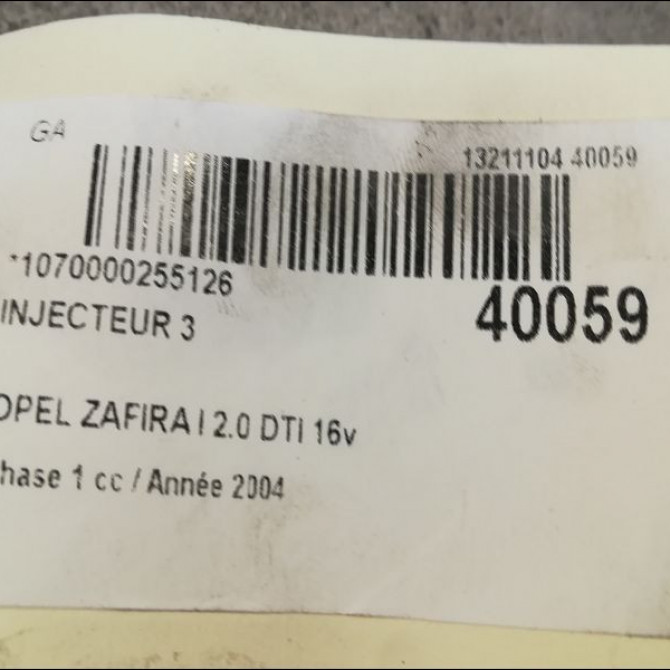 GA
13211104 40059
*1070000255126
40059
INJECTEUR 3
OPEL ZAFIRA I 2.0 DTI 16v
hase 1 cc / Année 2004